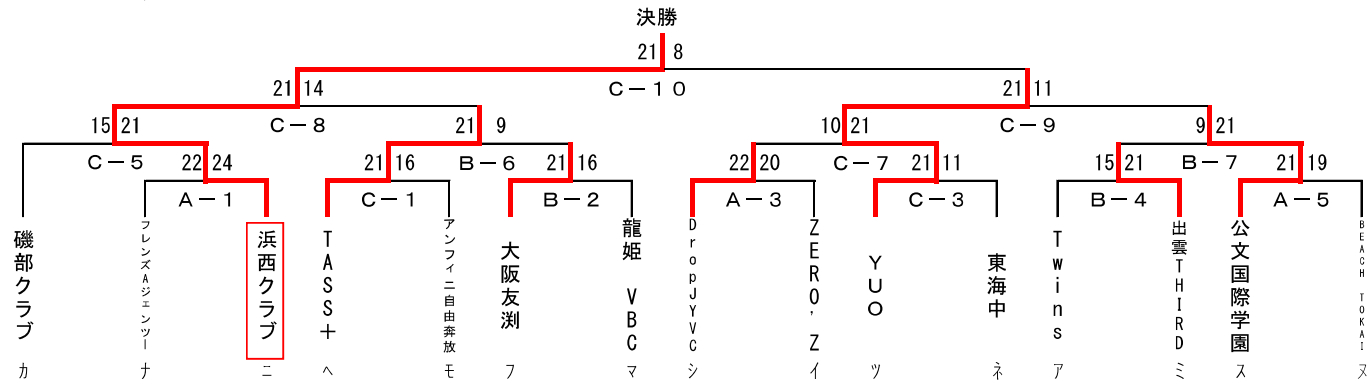 決勝
21 8
C-10
21 14
21 11
C-8
C-9
15 21
21 9
10 21
9 21
C-5
B-6
C-7
B-7
22 24
21 16
21 16
22 20
21 11
15 21
21 19
A-1
C-1
B-2
A-3
C-3
B-4
A-5
磯部クラブ
フレンズAジェンツー
浜西クラブ
TASS+
アンフィニ自由奔放
大阪友渕
龍姫 VBC
DropJYVC
ZERO'Z
YUO
東海中
Twins
出雲THIRD
公文国際学園
BEACH TOKAI
カ ナ ニ ヘ モ フ マ シ イ ツ ネ ア ミ ス ヌ